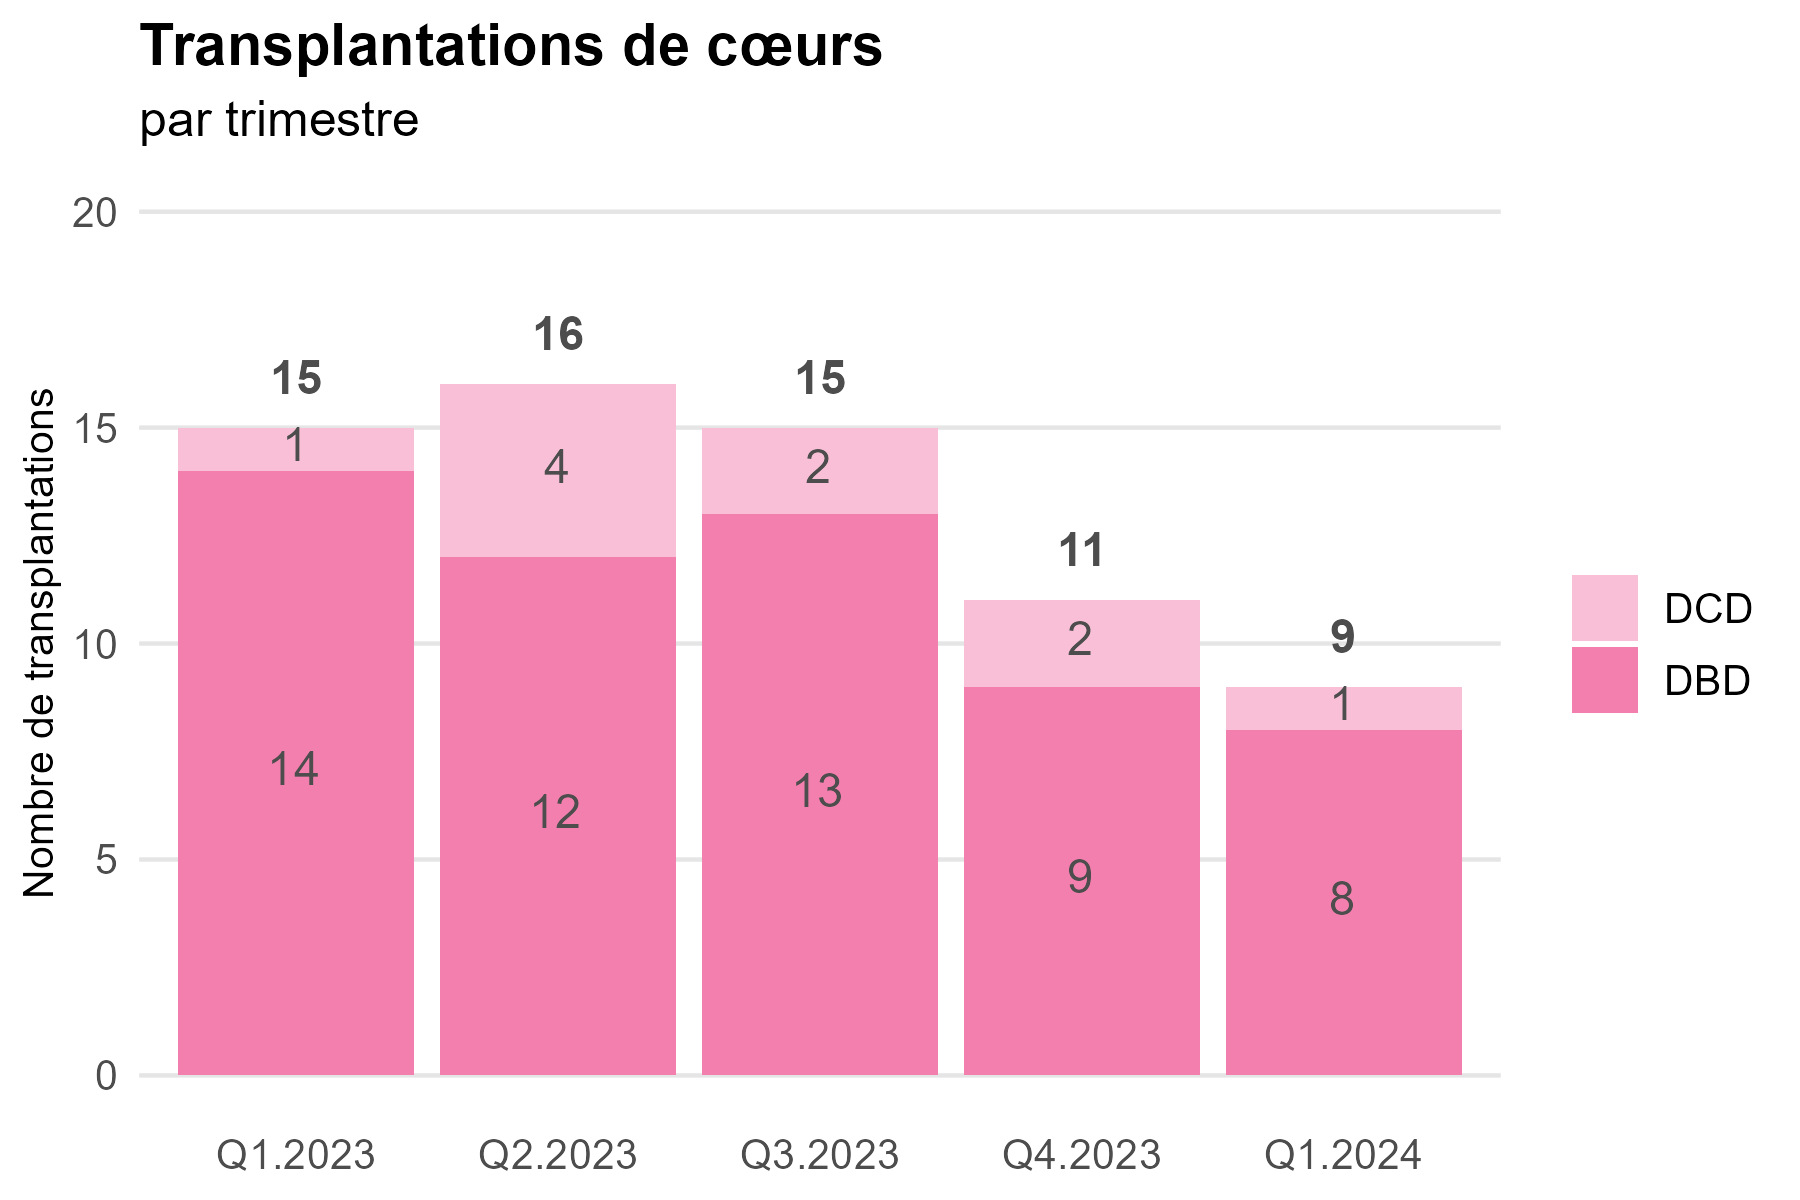 Transplantations de cœurs
par trimestre
Nombre de transplantations
20
15
10
5
0
15
1
14
16
4
12
15
2
13
11
2
9
9
1
8
Q1.2023
Q2.2023
Q3.2023
Q4.2023
Q1.2024
DCD
DBD